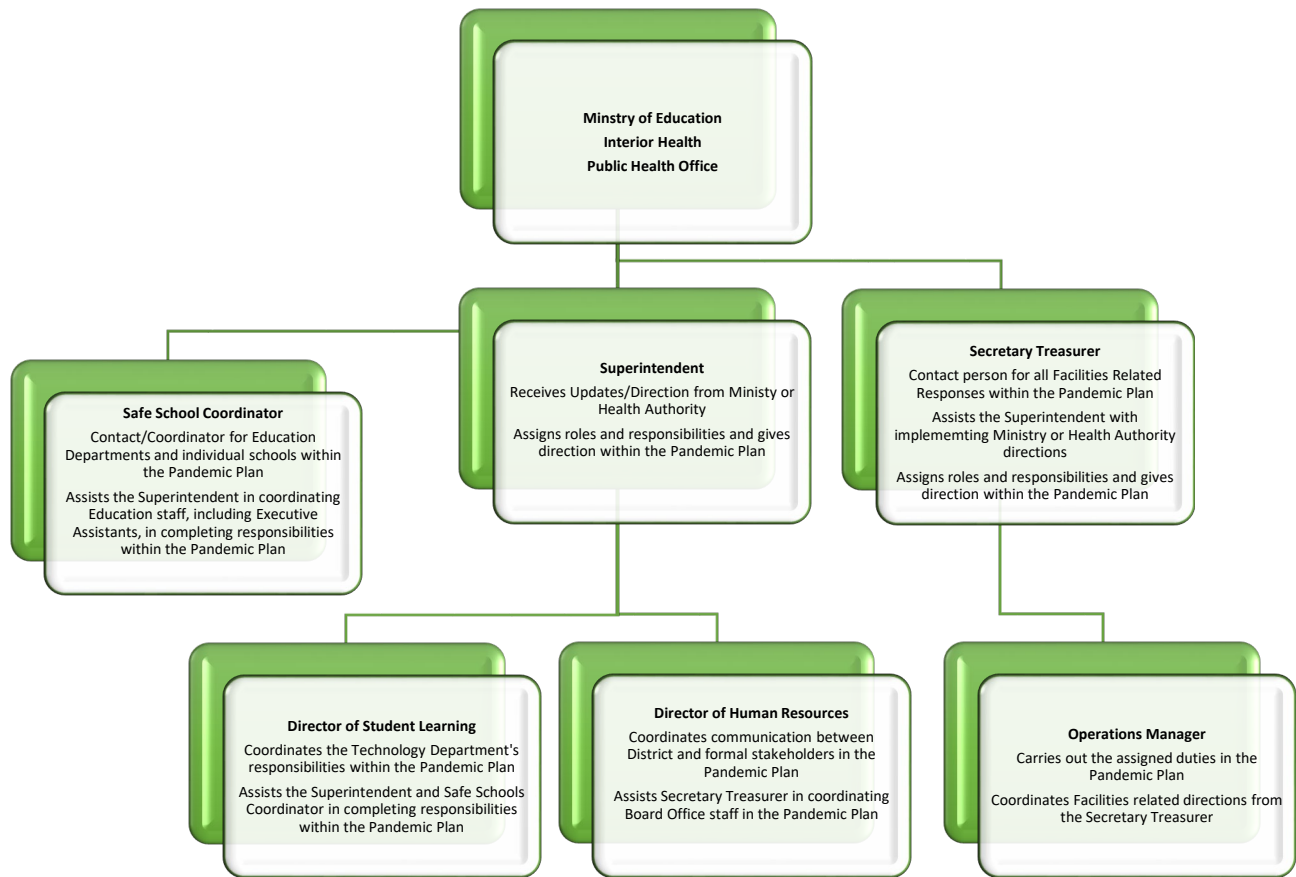 Minstry of Education
Interior Health
Public Health Office
Superintendent
Receives Updates/Direction from Ministy or
Health Authority
Assigns roles and responsibilities and gives
direction within the Pandemic Plan
Secretary Treasurer
Contact person for all Facilities Related
Responses within the Pandemic Plan
Assists the Superintendent with
implememting Ministry or Health Authority
directions
Assigns roles and responsibilities and gives
direction within the Pandemic Plan
Safe School Coordinator
Contact/Coordinator for Education
Departments and individual schools within
the Pandemic Plan
Assists the Superintendent in coordinating
Education staff, including Executive
Assistants, in completing responsibilities
within the Pandemic Plan
Director of Student Learning
Coordinates the Technology Department's
responsibilities within the Pandemic Plan
Assists the Superintendent and Safe Schools
Coordinator in completing responsibilities
within the Pandemic Plan
Director of Human Resources
Coordinates communication between
District and formal stakeholders in the
Pandemic Plan
Assists Secretary Treasurer in coordinating
Board Office staff in the Pandemic Plan
Operations Manager
Carries out the assigned duties in the
Pandemic Plan
Coordinates Facilities related directions from
the Secretary Treasurer